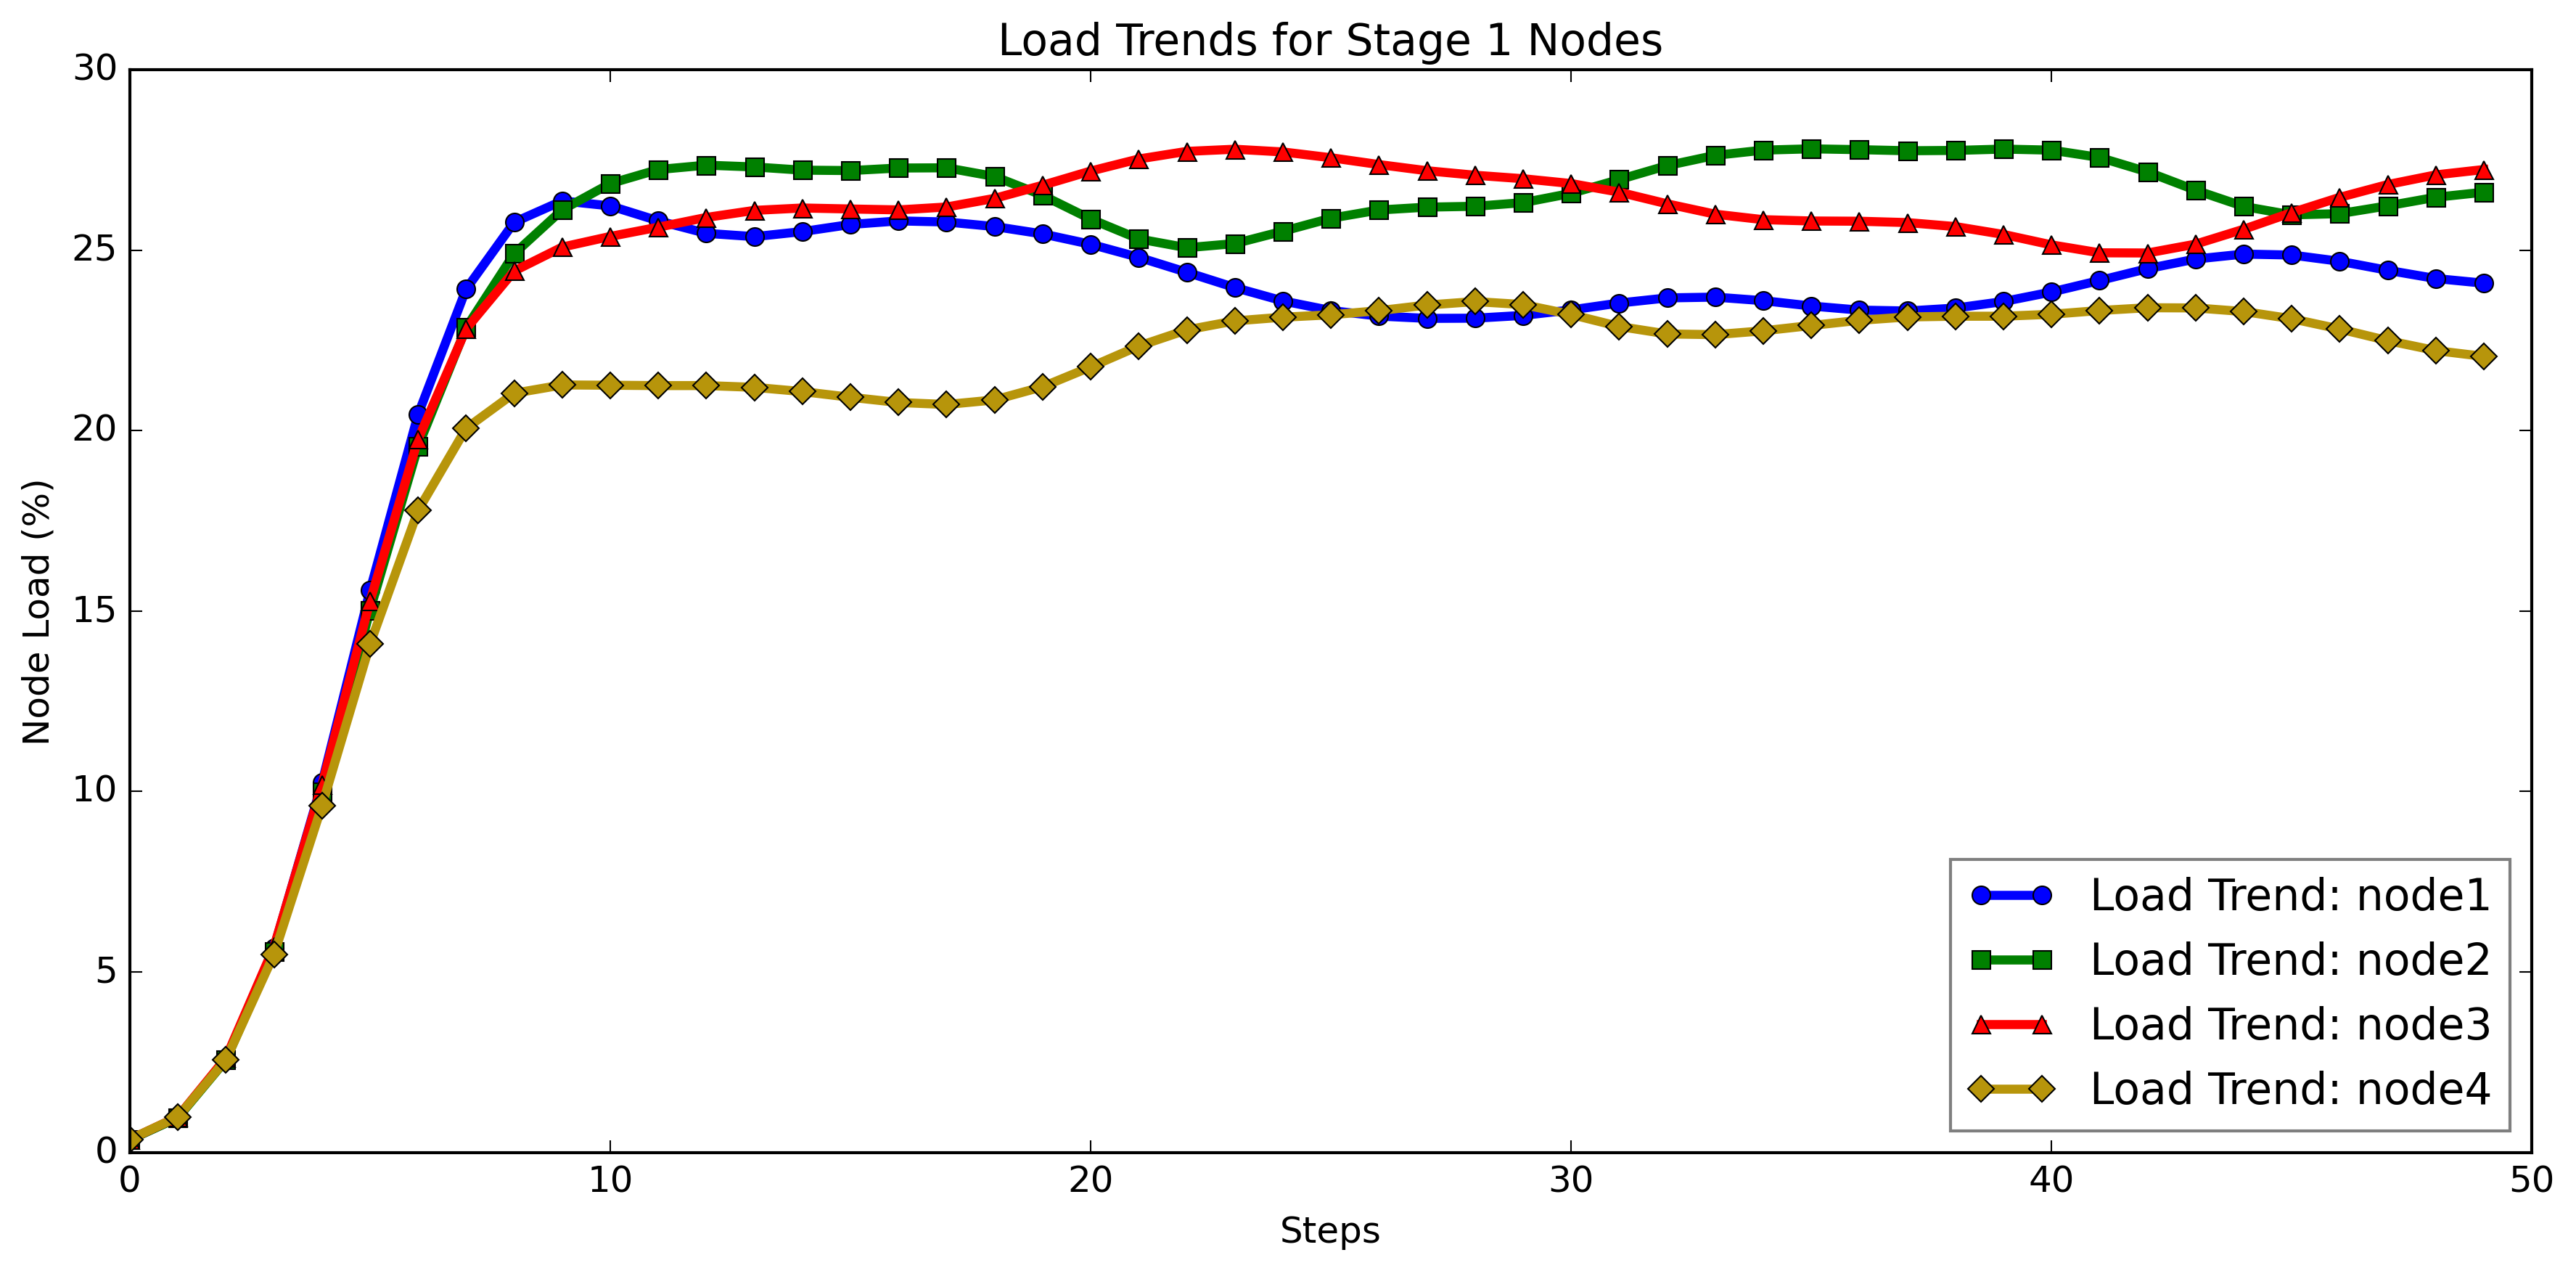 Load Trends for Stage 1 Nodes
30
25
20
15
10
5
0
Node Load (%)
0 10 20 30 40 50
Steps
Load Trend: node1
Load Trend: node2
Load Trend: node3
Load Trend: node4